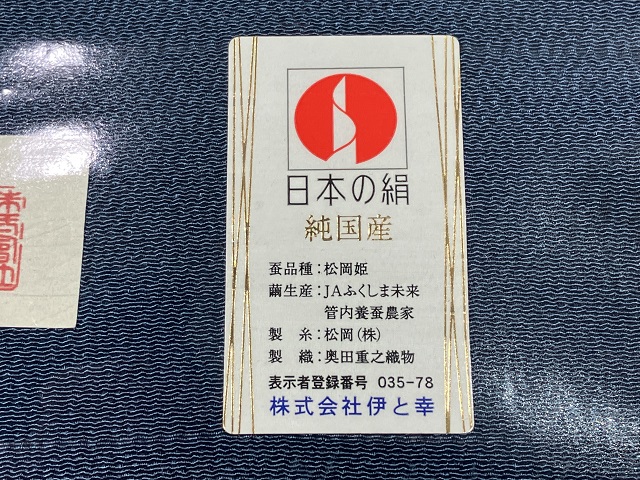 日本の絹
純国産
蚕品種：松岡姫
繭生産：JAふくしま未来
管内養蚕農家
製　糸：松岡（株）
製　織：奥田重之織物
表示者登録番号 035-78
株式会社伊と幸